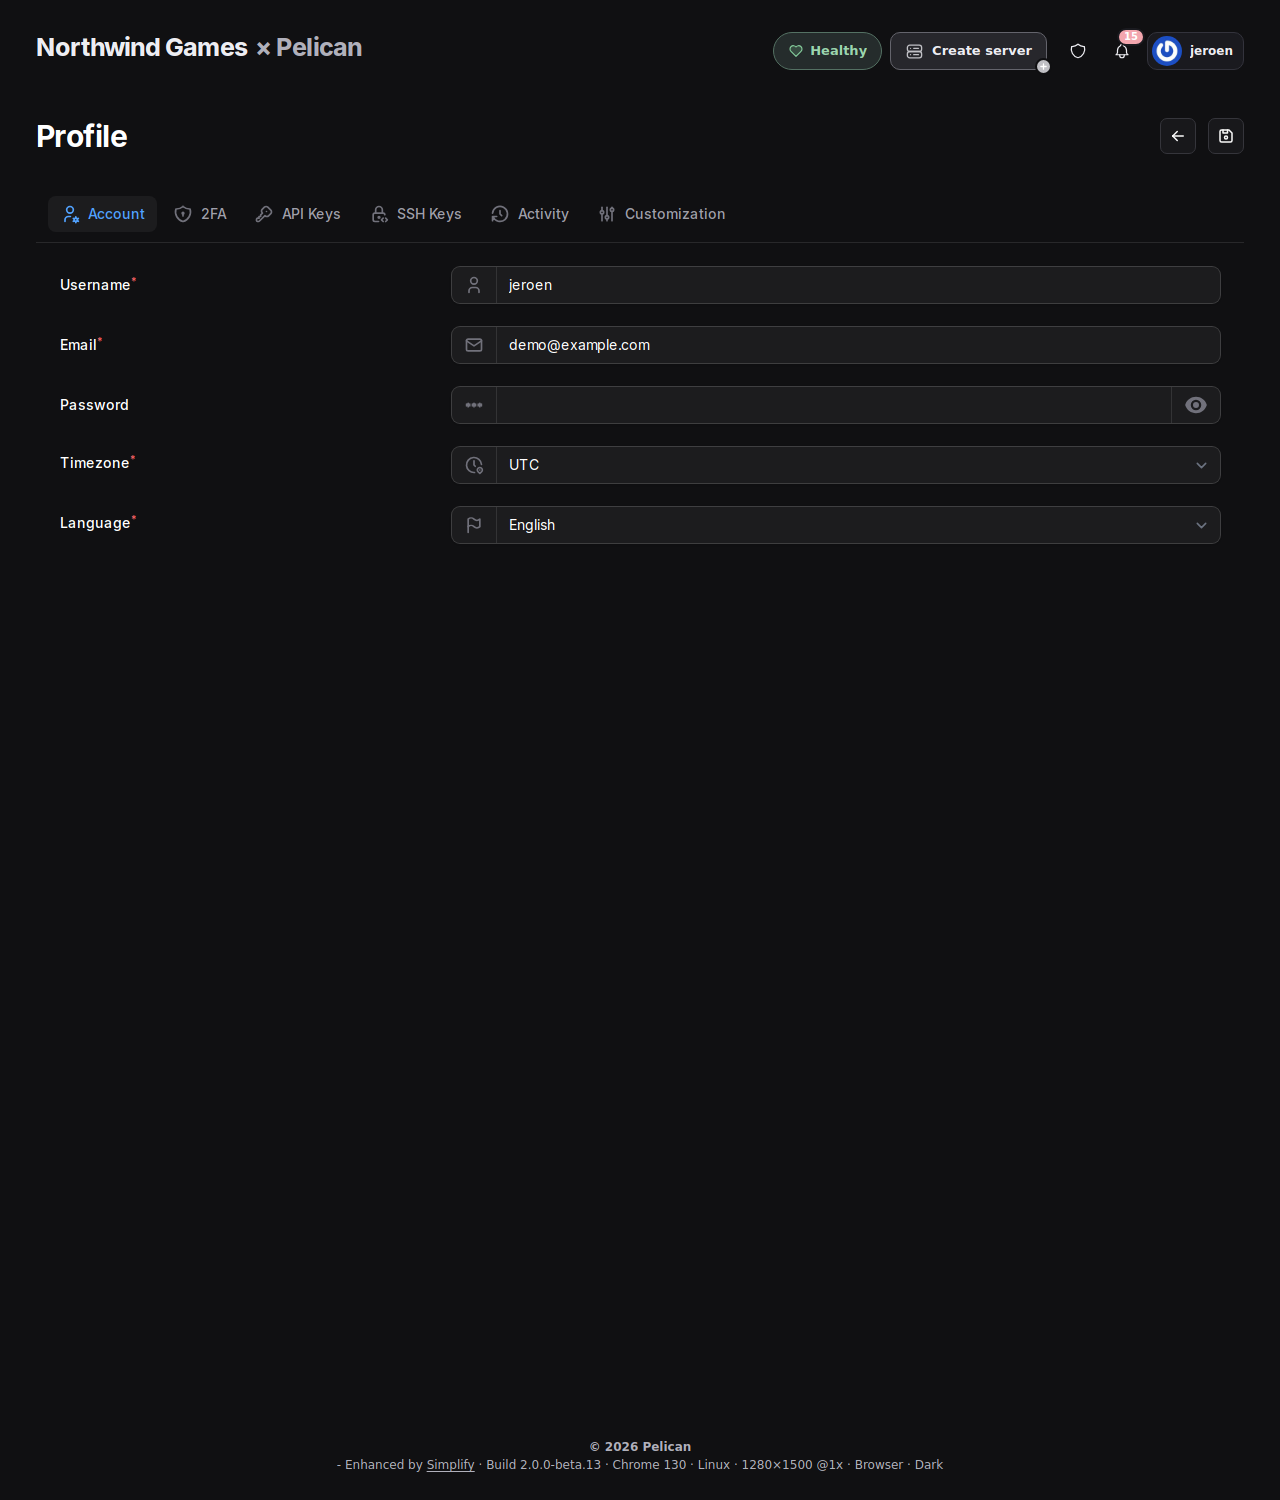 Northwind Games × Pelican
Healthy
Create server
15
jeroen
Profile
Account
2FA
API Keys
SSH Keys
Activity
Customization
Username*
jeroen
Email*
demo@example.com
Password
Timezone*
UTC
Language*
English
© 2026 Pelican
- Enhanced by Simplify · Build 2.0.0-beta.13 · Chrome 130 · Linux · 1280×1500 @1x · Browser · Dark